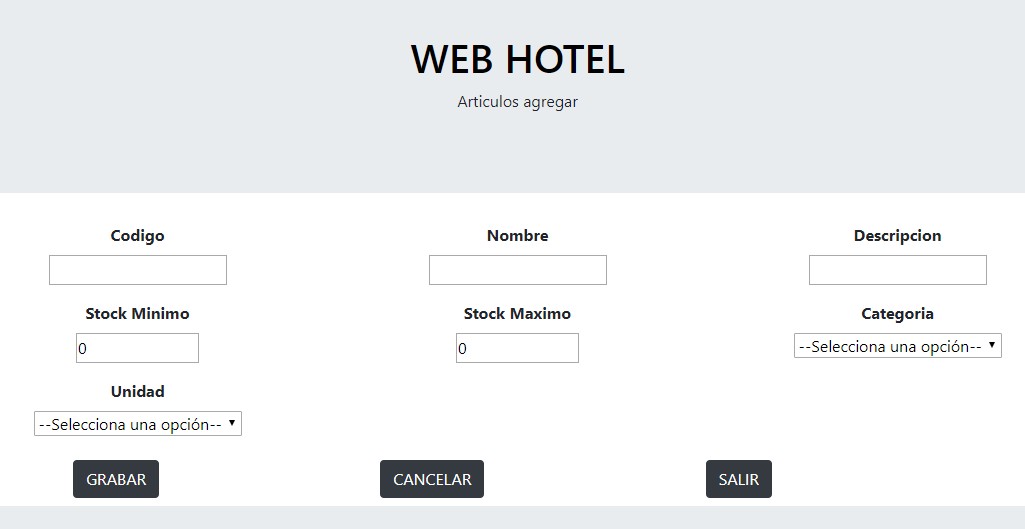 WEB HOTEL
Articulos agregar
Codigo Nombre Descripcion
Stock Minimo Stock Maximo Categoria
0 0 --Selecciona una opción--
Unidad
--Selecciona una opción--
GRABAR CANCELAR SALIR